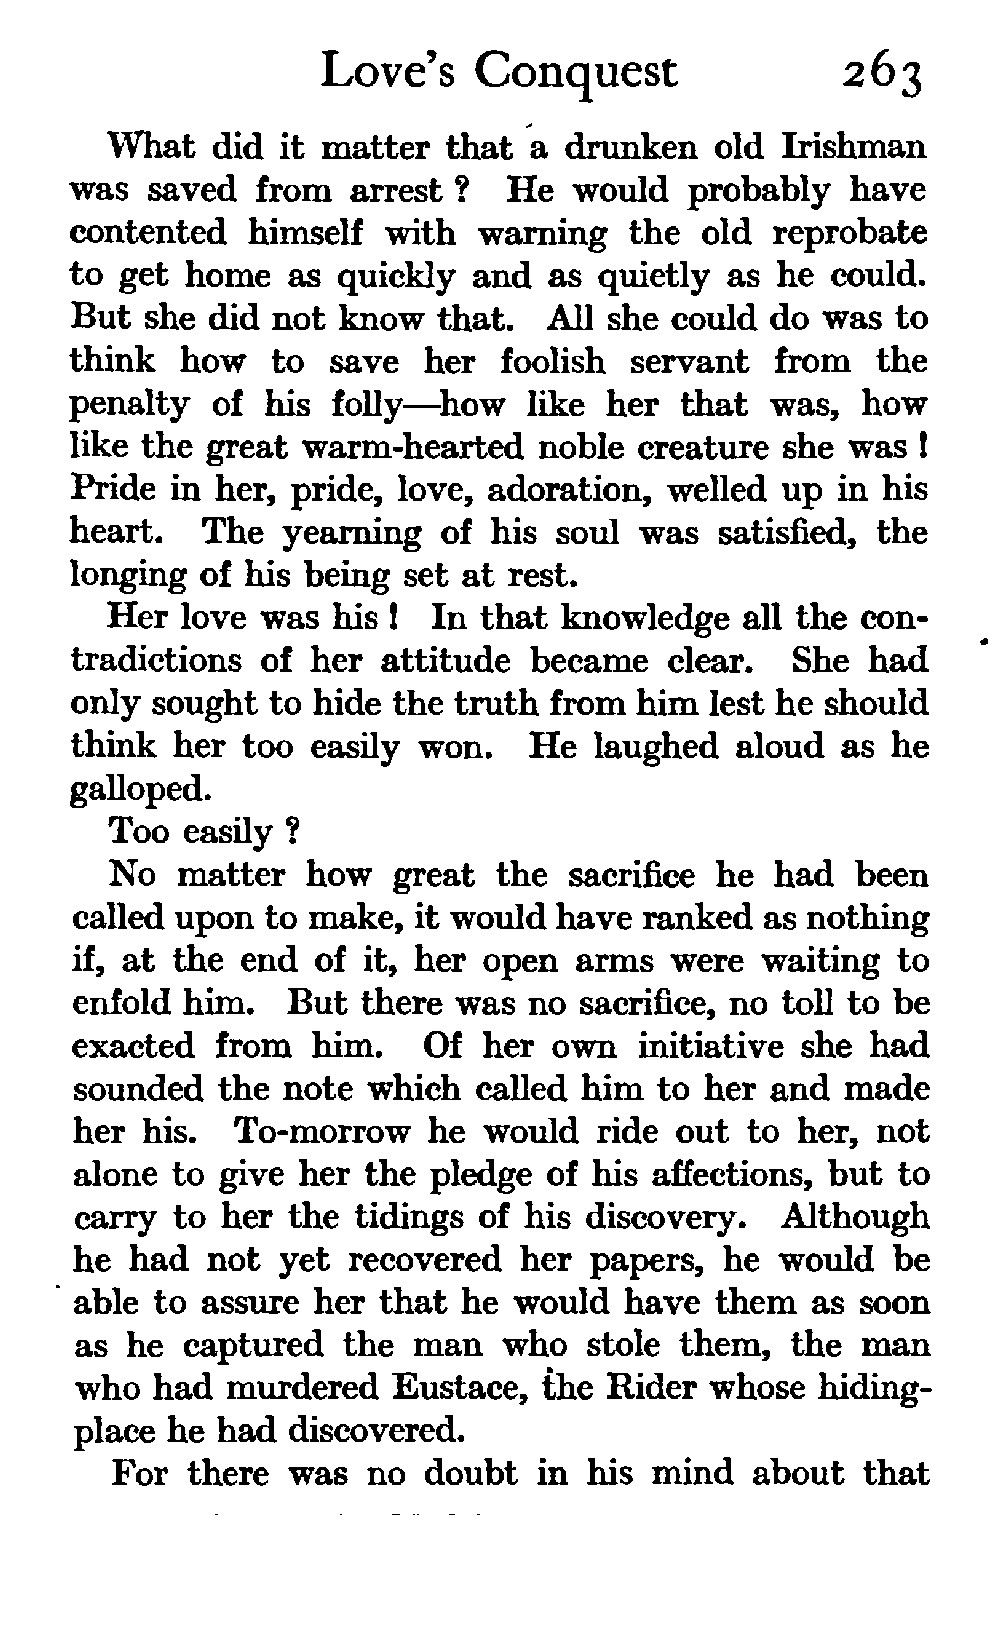 Love's Conquest 263
What did it matter that a drunken old Irishman
was saved from arrest ? He would probably have
contented himself with warning the old reprobate
to get home as quickly and as quietly as he could.
But she did not know that. All she could do was to
think how to save her foolish servant from the
penalty of his folly—how like her that was, how
like the great warm-hearted noble creature she was !
Pride in her, pride, love, adoration, welled up in his
heart. The yearning of his soul was satisfied, the
longing of his being set at rest.
Her love was his ! In that knowledge all the con-
tradictions of her attitude became clear. She had
only sought to hide the truth from him lest he should
think her too easily won. He laughed aloud as he
galloped.
Too easily ?
No matter how great the sacrifice he had been
called upon to make, it would have ranked as nothing
if, at the end of it, her open arms were waiting to
enfold him. But there was no sacrifice, no toll to be
exacted from him. Of her own initiative she had
sounded the note which called him to her and made
her his. To-morrow he would ride out to her, not
alone to give her the pledge of his affections, but to
carry to her the tidings of his discovery. Although
he had not yet recovered her papers, he would be
able to assure her that he would have them as soon
as he captured the man who stole them, the man
who had murdered Eustace, the Rider whose hiding-
place he had discovered.
For there was no doubt in his mind about that